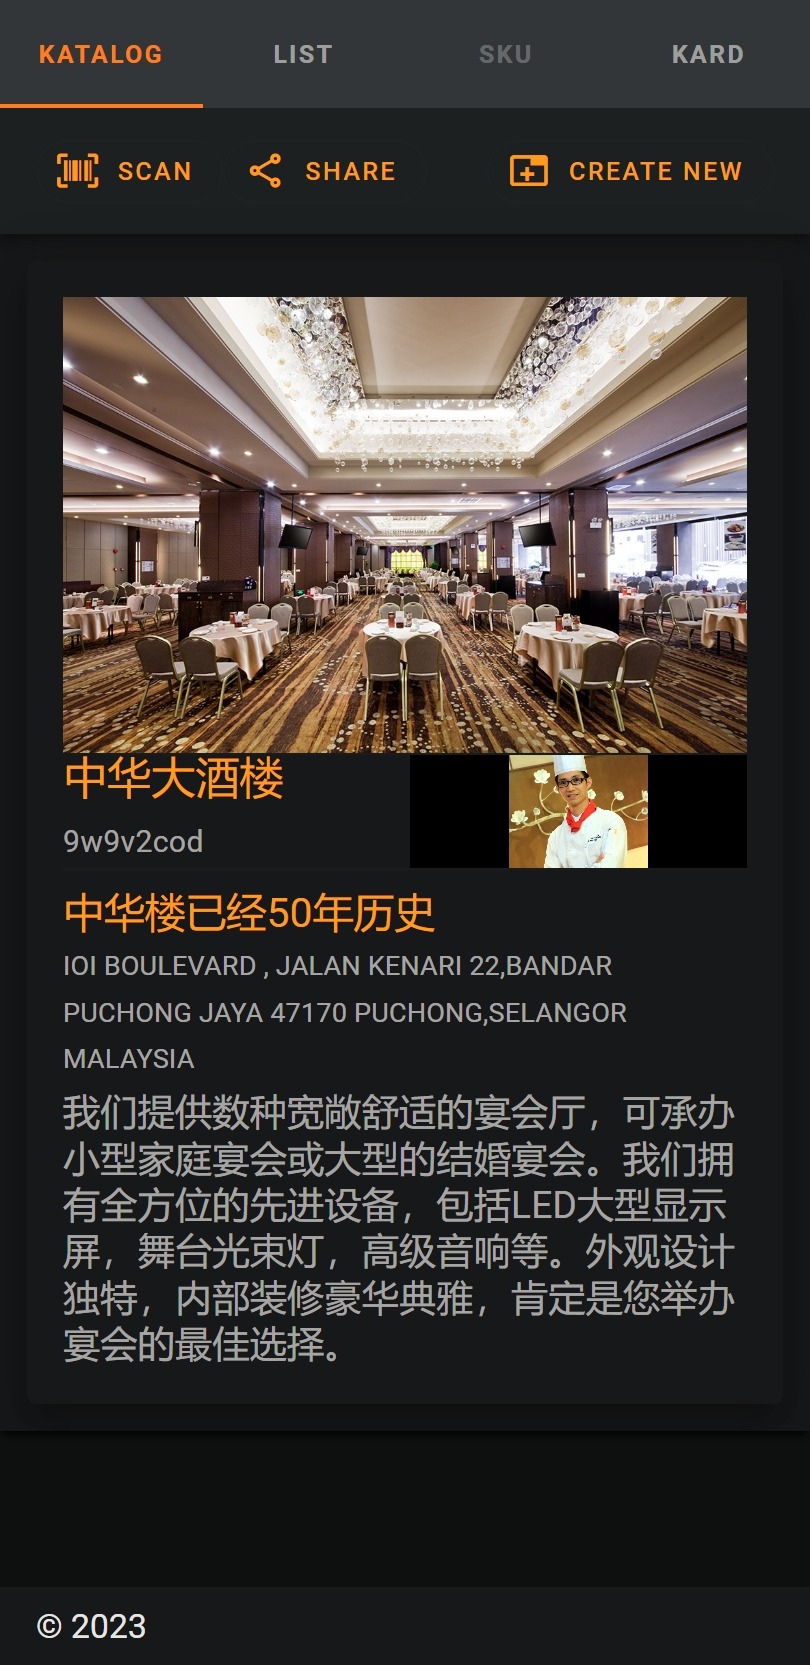 KATALOG LIST SKU KARD
SCAN SHARE CREATE NEW
中华大酒楼
9w9v2cod
中华楼已经50年历史
IOI BOULEVARD , JALAN KENARI 22,BANDAR
PUCHONG JAYA 47170 PUCHONG,SELANGOR
MALAYSIA
我们提供数种宽敞舒适的宴会厅，可承办
小型家庭宴会或大型的结婚宴会。我们拥
有全方位的先进设备，包括LED大型显示
屏，舞台光束灯，高级音响等。外观设计
独特，内部装修豪华典雅，肯定是您举办
宴会的最佳选择。
© 2023